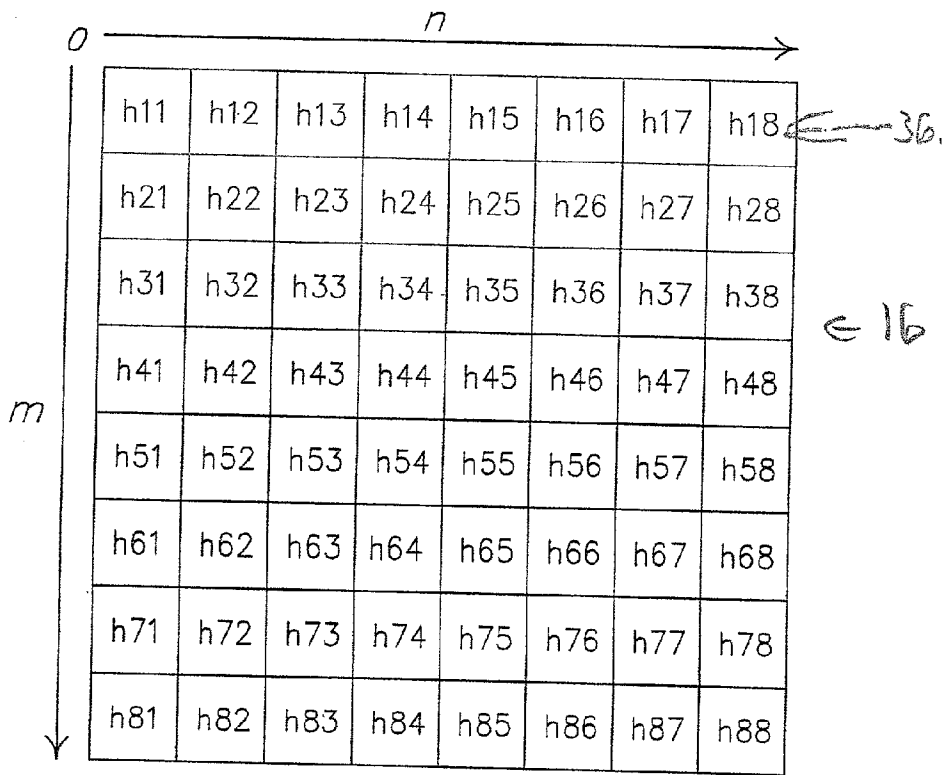 n
0
h11 h12 h13 h14 h15 h16 h17 h18 ← 36.
h21 h22 h23 h24 h25 h26 h27 h28
h31 h32 h33 h34 h35 h36 h37 h38
← 16
h41 h42 h43 h44 h45 h46 h47 h48
m
h51 h52 h53 h54 h55 h56 h57 h58
h61 h62 h63 h64 h65 h66 h67 h68
h71 h72 h73 h74 h75 h76 h77 h78
h81 h82 h83 h84 h85 h86 h87 h88